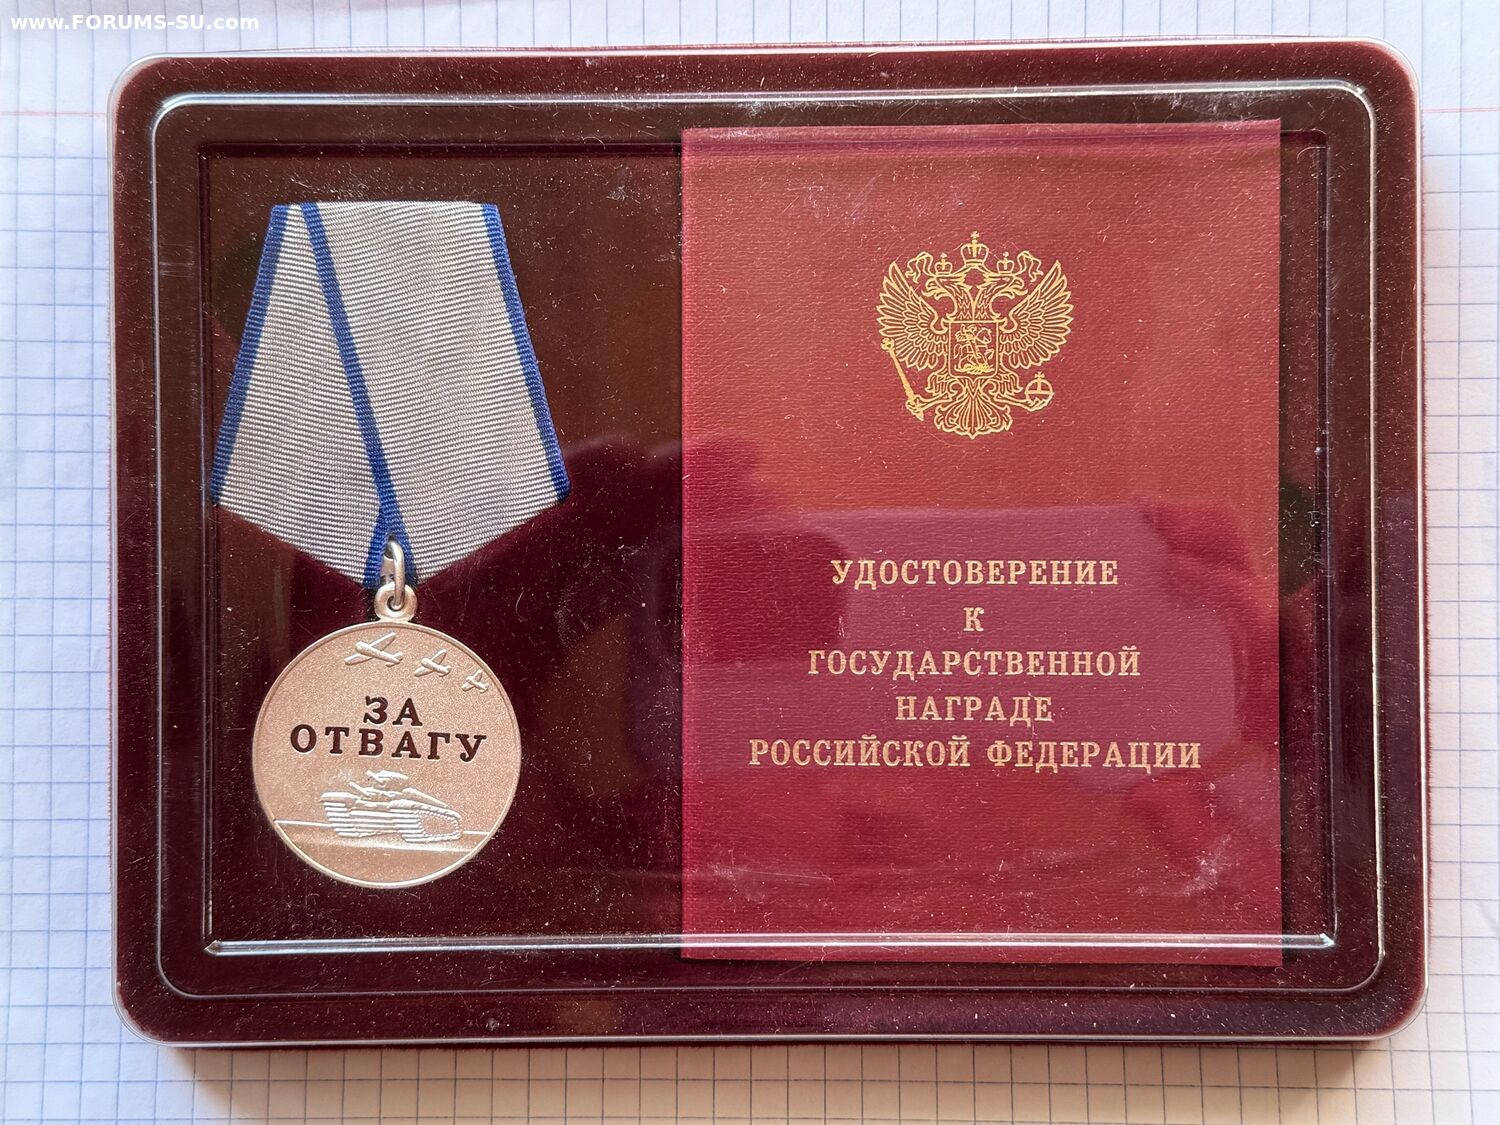 www.FORUMS-SU.com
ЗА
ОТВАГУ
УДОСТОВЕРЕНИЕ
К
ГОСУДАРСТВЕННОЙ
НАГРАДЕ
РОССИЙСКОЙ ФЕДЕРАЦИИ